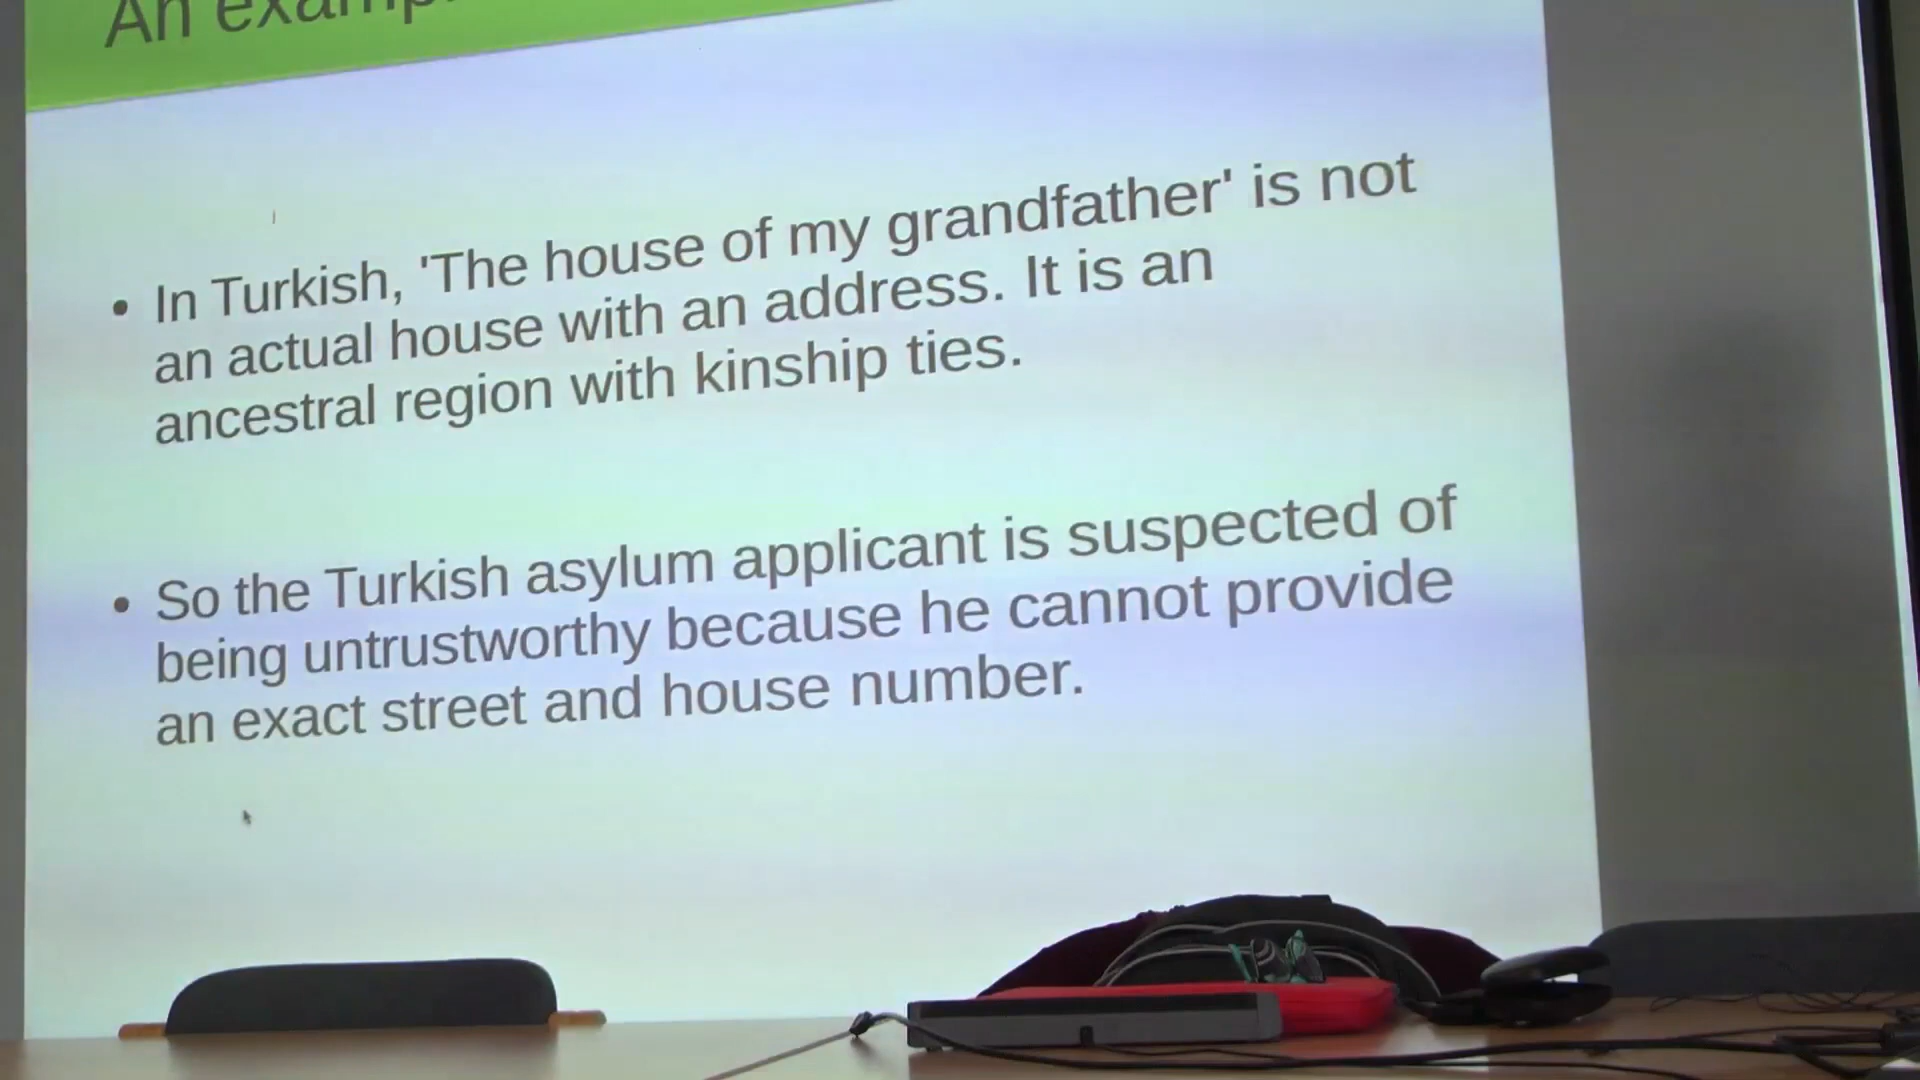 An
• In Turkish, 'The house of my grandfather' is not
an actual house with an address. It is an
ancestral region with kinship ties.
• So the Turkish asylum applicant is suspected of
being untrustworthy because he cannot provide
an exact street and house number.